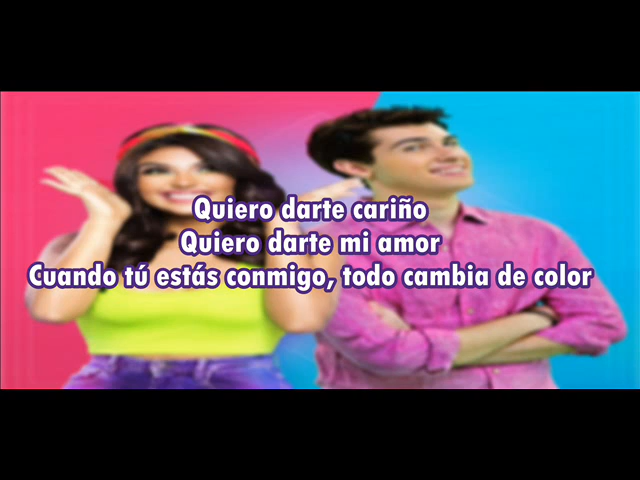 Quiero darte cariño
Quiero darte mi amor
Cuando tú estás conmigo, todo cambia de color